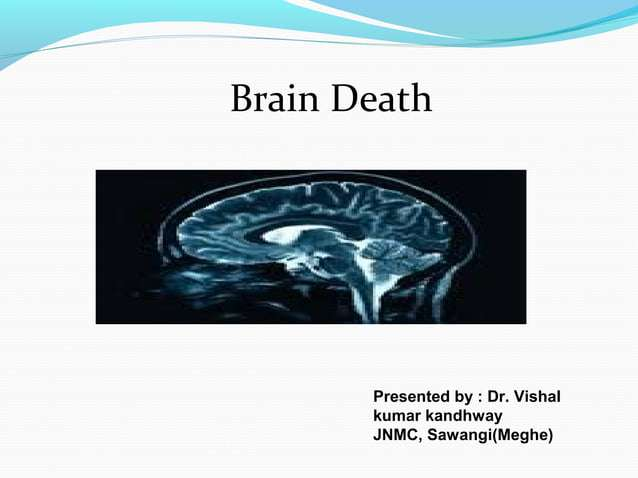 Brain Death
Presented by : Dr. Vishal
kumar kandhway
JNMC, Sawangi(Meghe)